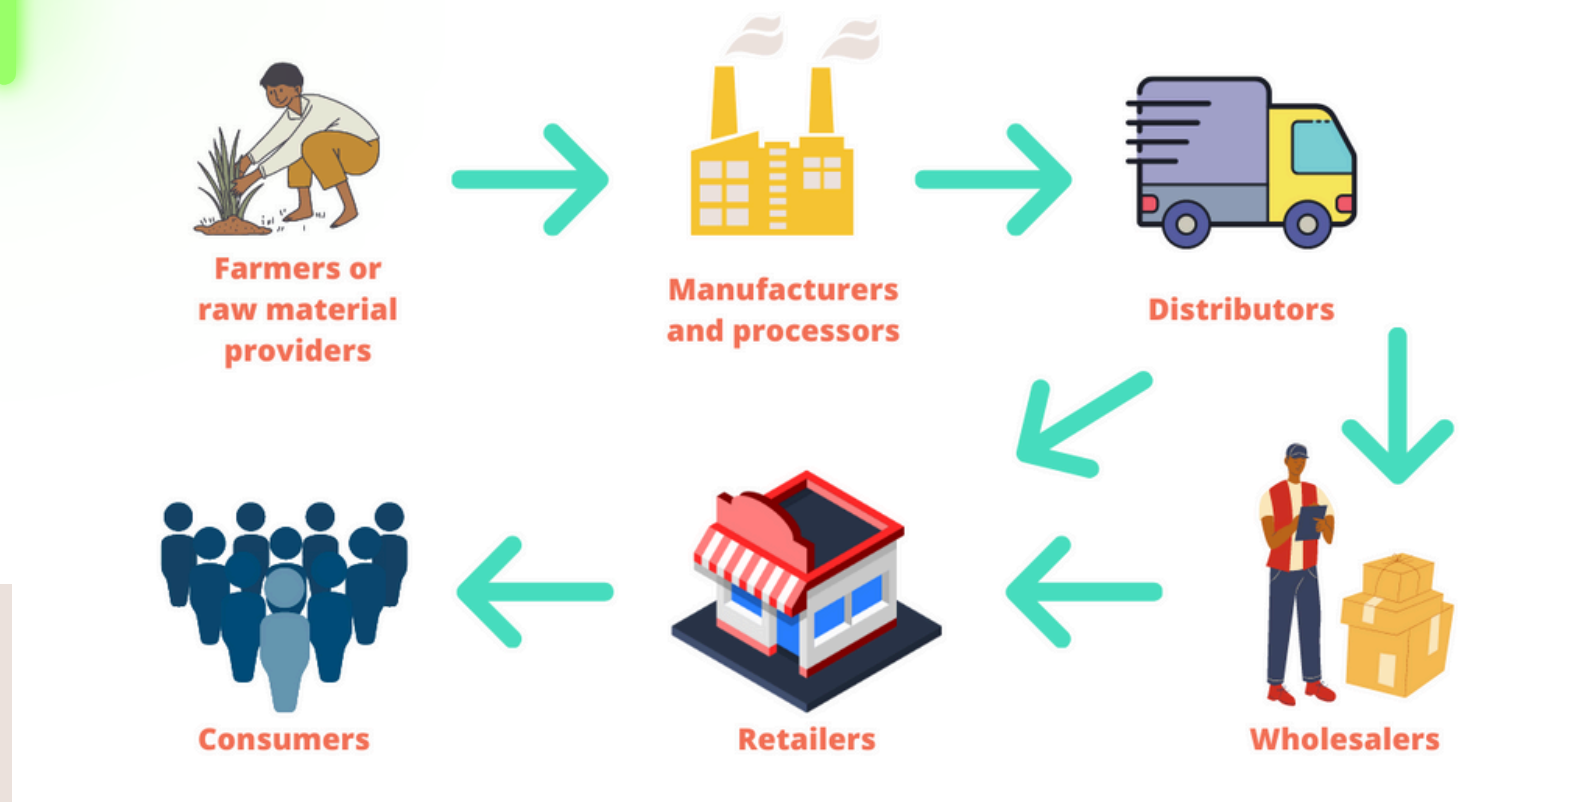 Farmers or
raw material
providers
Manufacturers
and processors
Distributors
Consumers
Retailers
Wholesalers